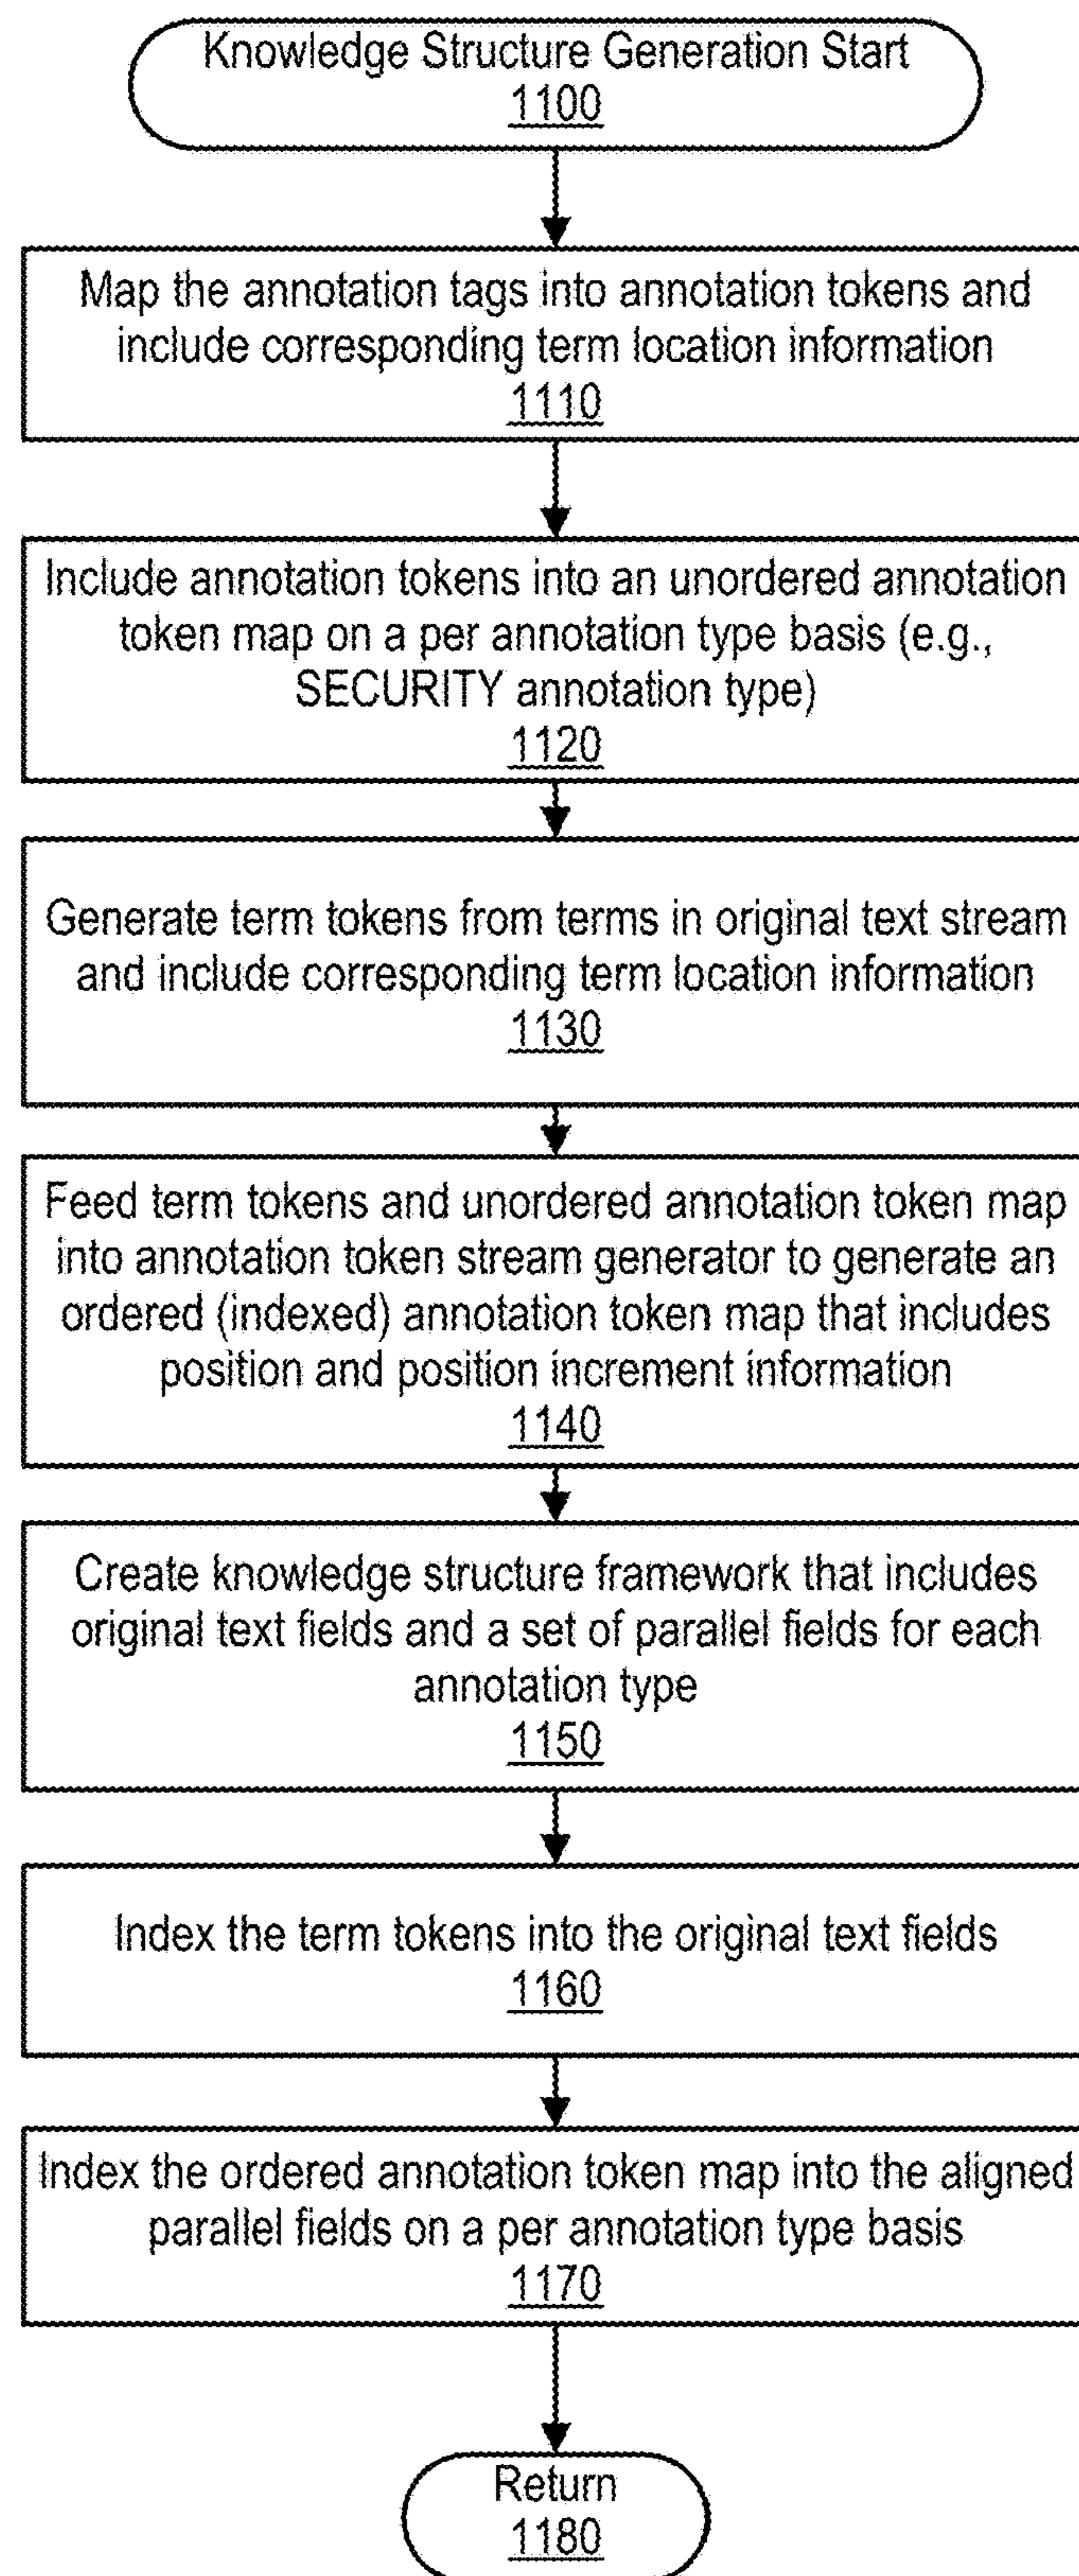 Knowledge Structure Generation Start
1100
Map the annotation tags into annotation tokens and
include corresponding term location information
1110
Include annotation tokens into an unordered annotation
token map on a per annotation type basis (e.g.,
SECURITY annotation type)
1120
Generate term tokens from terms in original text stream
and include corresponding term location information
1130
Feed term tokens and unordered annotation token map
into annotation token stream generator to generate an
ordered (indexed) annotation token map that includes
position and position increment information
1140
Create knowledge structure framework that includes
original text fields and a set of parallel fields for each
annotation type
1150
Index the term tokens into the original text fields
1160
Index the ordered annotation token map into the aligned
parallel fields on a per annotation type basis
1170
Return
1180